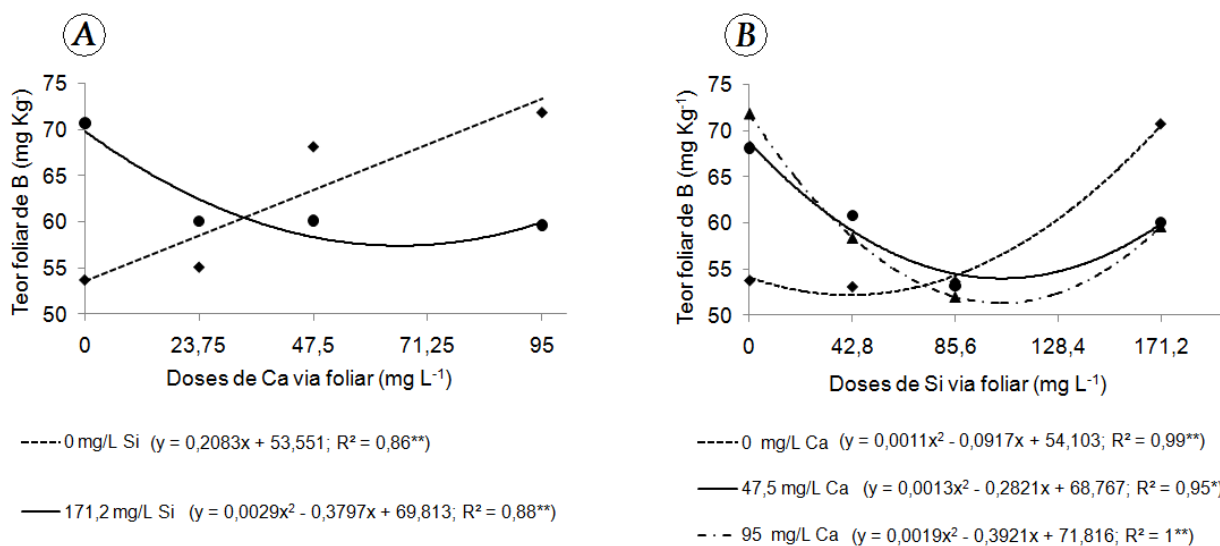 A
Teor foliar de B (mg Kg-)
75
70
65
60
55
50
0 23,75 47,5 71,25 95
Doses de Ca via foliar (mg L⁻¹)
0 mg/L Si (y = 0,2083x + 53,551; R² = 0,86**)
171,2 mg/L Si (y = 0,0029x² - 0,3797x + 69,813; R² = 0,88**)
B
Teor foliar de B (mg Kg⁻¹)
75
70
65
60
55
50
0 42,8 85,6 128,4 171,2
Doses de Si via foliar (mg L⁻¹)
0 mg/L Ca (y = 0,0011x² - 0,0917x + 54,103; R² = 0,99**)
47,5 mg/L Ca (y = 0,0013x² - 0,2821x + 68,767; R² = 0,95*)
95 mg/L Ca (y = 0,0019x² - 0,3921x + 71,816; R² = 1**)